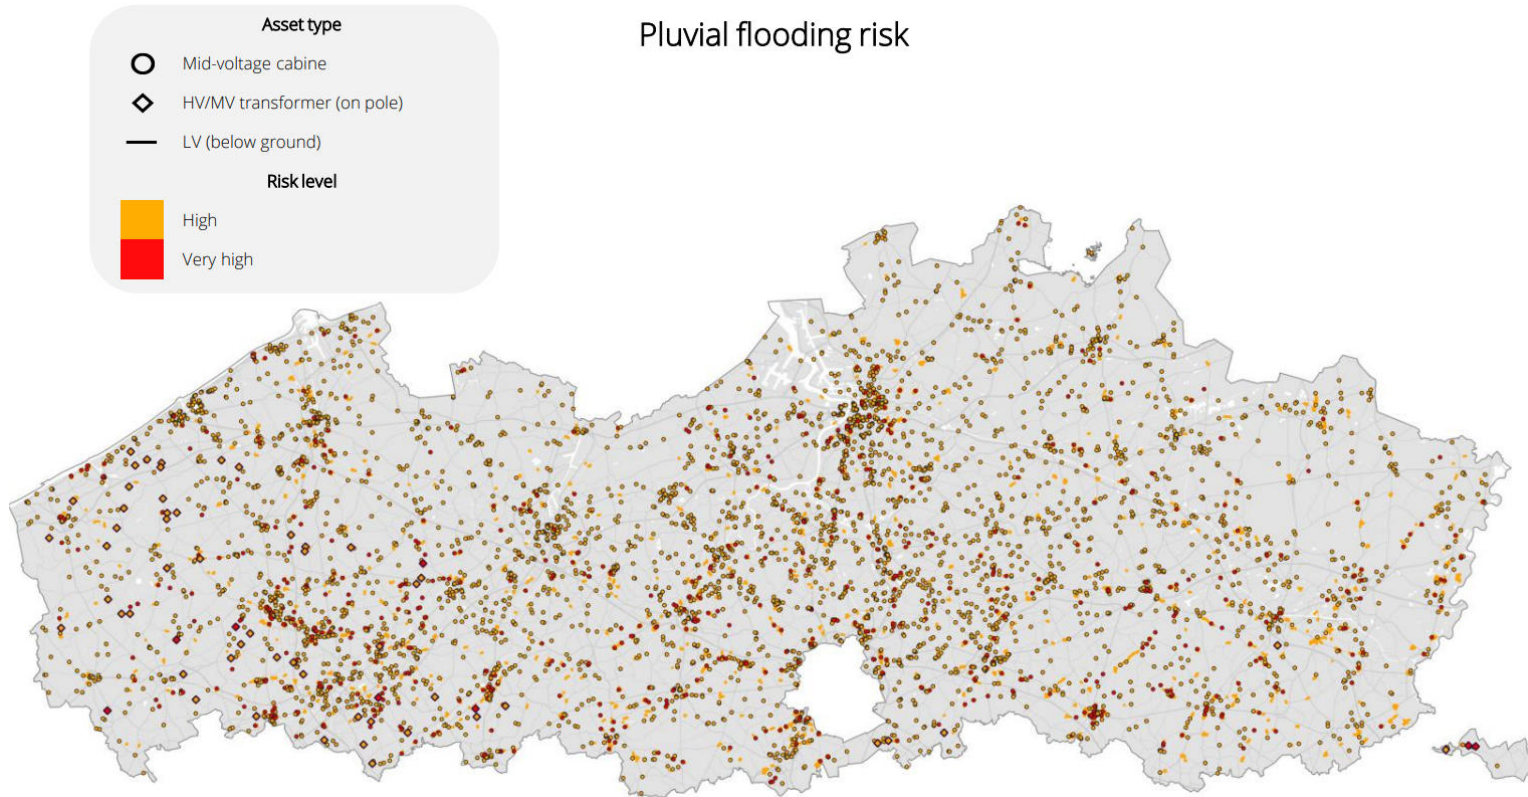 Asset type
Mid-voltage cabine
HV/MV transformer (on pole)
LV (below ground)
Risk level
High
Very high
Pluvial flooding risk